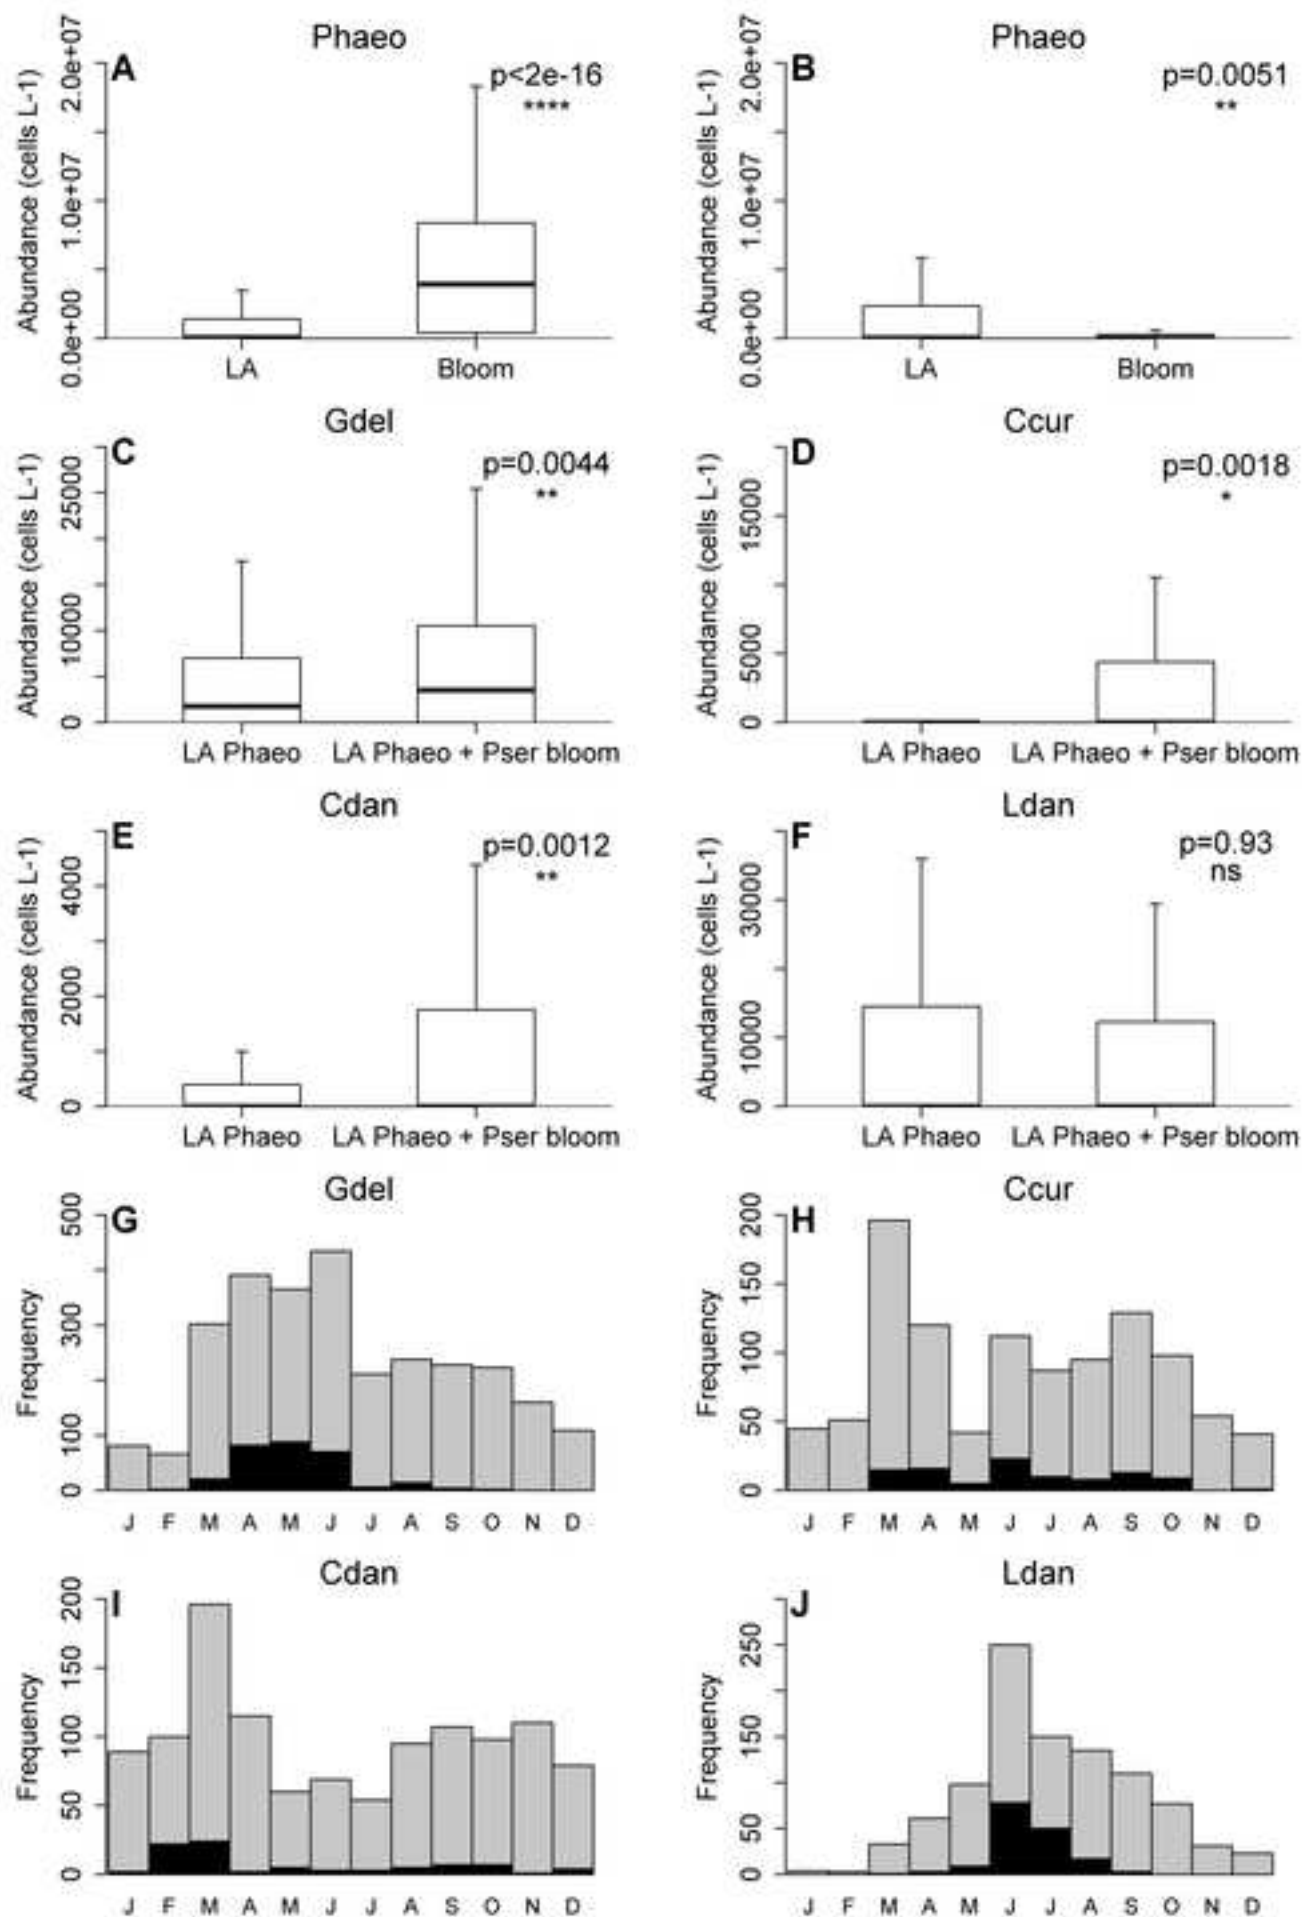 Phaeo
A
p<2e-16
****
Abundance (cells L-1)
0.0e+00 1.0e+07 2.0e+07
LA Bloom
Phaeo
B
p=0.0051
**
Abundance (cells L-1)
0.0e+00 1.0e+07 2.0e+07
LA Bloom
Gdel
C
p=0.0044
**
Abundance (cells L-1)
0 10000 25000
LA Phaeo LA Phaeo + Pser bloom
Ccur
D
p=0.0018
*
Abundance (cells L-1)
0 5000 15000
LA Phaeo LA Phaeo + Pser bloom
Cdan
E
p=0.0012
**
Abundance (cells L-1)
0 2000 4000
LA Phaeo LA Phaeo + Pser bloom
Ldan
F
p=0.93
ns
Abundance (cells L-1)
0 10000 30000
LA Phaeo LA Phaeo + Pser bloom
Gdel
G
Frequency
0 100 300 500
J F M A M J J A S O N D
Ccur
H
Frequency
0 50 100 150 200
J F M A M J J A S O N D
Cdan
I
Frequency
0 50 100 150 200
J F M A M J J A S O N D
Ldan
J
Frequency
0 50 150 250
J F M A M J J A S O N D